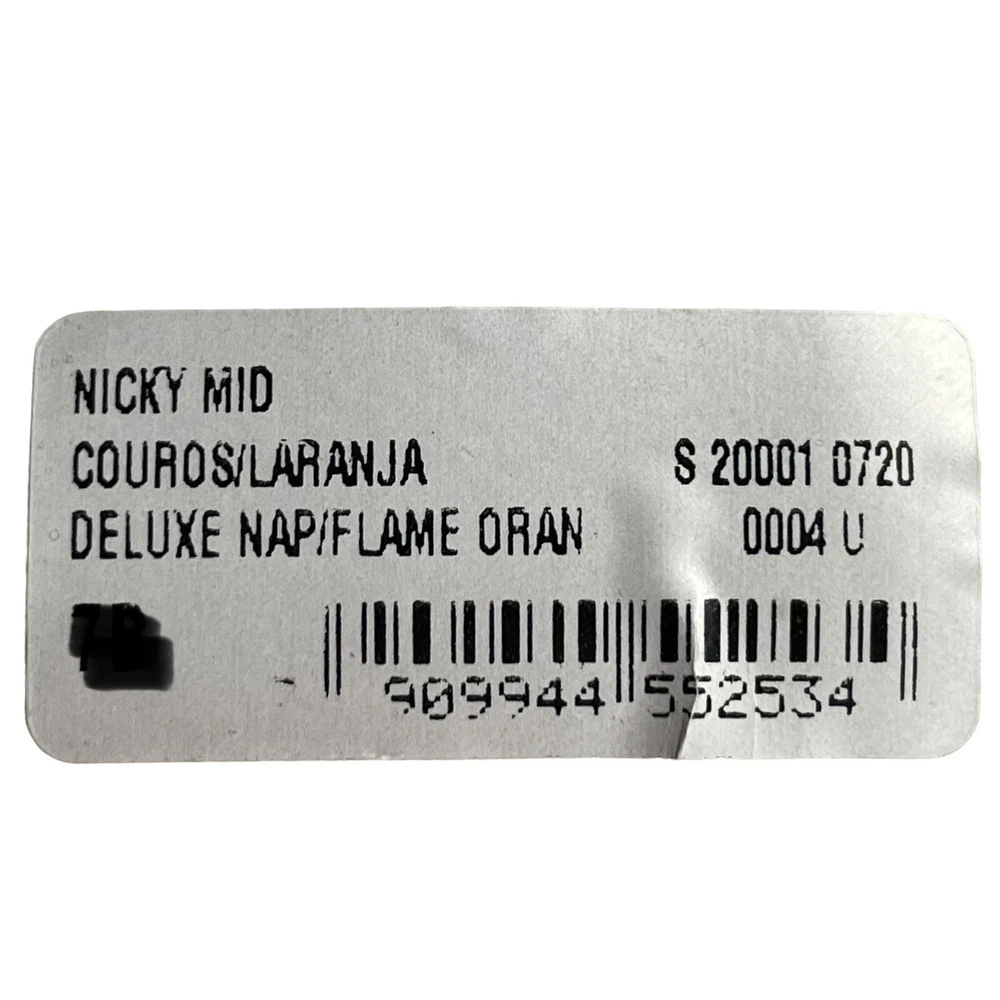 NICKY MID
COUROS/LARANJA S 20001 0720
DELUXE NAP/FLAME ORAN 0004 U
909944 552534